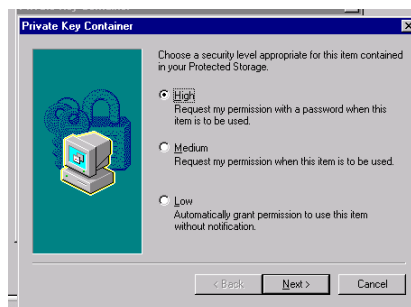 Private Key Container
Choose a security level appropriate for this item contained
in your Protected Storage.
High
Request my permission with a password when this
item is to be used.
Medium
Request my permission when this item is to be used.
Low
Automatically grant permission to use this item
without notification.
< Back
Next >
Cancel